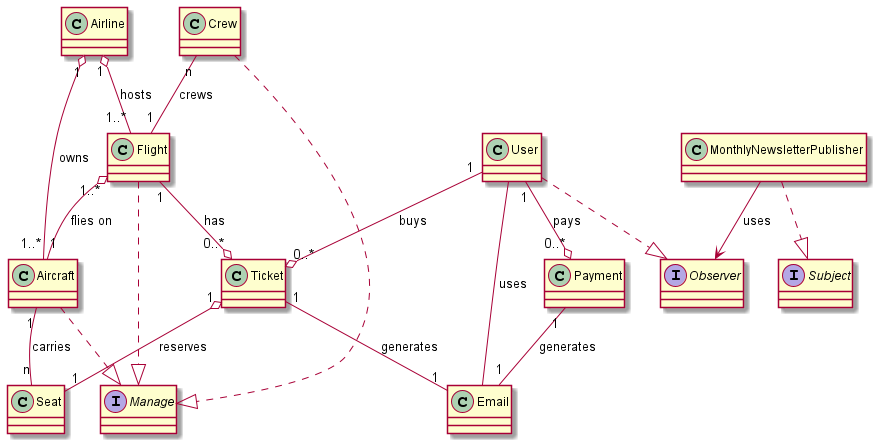 C Airline
C Crew
1
1
n
owns
hosts
crews
1..*
1
C Flight
C User
C MonthlyNewsletterPublisher
1..*
1
1
1
flies on
has
buys
pays
uses
1..*
1
0..*
0..*
0..*
C Aircraft
C Ticket
C Payment
I Observer
I Subject
uses
1
1
1
1
carries
reserves
generates
generates
n
1
1
1
C Seat
I Manage
C Email